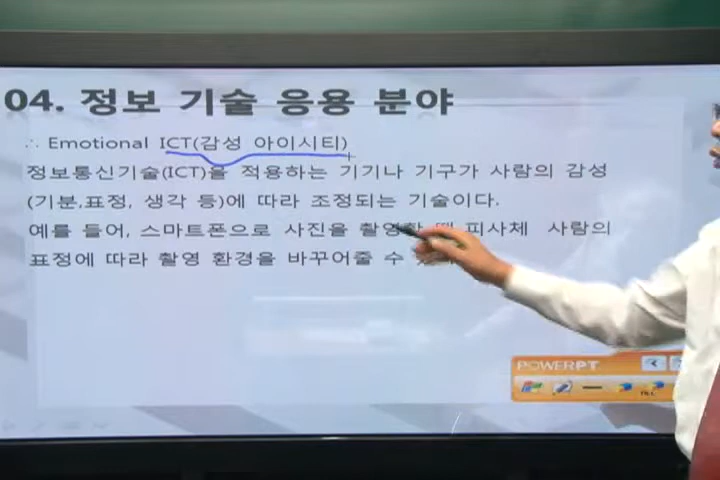 04. 정보 기술 응용 분야
∴ Emotional ICT(감성 아이시티)
정보통신기술(ICT)을 적용하는 기기나 기구가 사람의 감성
(기분,표정, 생각 등)에 따라 조정되는 기술이다.
예를 들어, 스마트폰으로 사진을 촬영할 때 피사체 사람의
표정에 따라 촬영 환경을 바꾸어줄 수
POWERPT